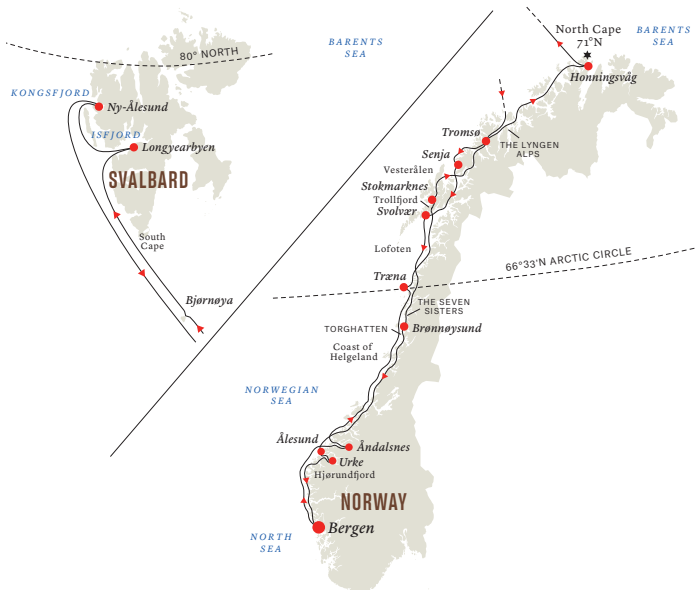 80° NORTH
KONGSFJORD
Ny-Ålesund
ISFJORD
Longyearbyen
SVALBARD
South
Cape
Bjørnøya
BARENTS
SEA
North Cape
71°N
BARENTS
SEA
Honningsvåg
Tromsø
THE LYNGEN
ALPS
Senja
Vesterålen
Stokmarknes
Trollfjord
Svolvær
Lofoten
66°33'N ARCTIC CIRCLE
Træna
THE SEVEN
SISTERS
TORGHATTEN
Brønnøysund
Coast of
Helgeland
NORWEGIAN
SEA
Ålesund
Åndalsnes
Urke
Hjørundfjord
NORWAY
Bergen
NORTH
SEA